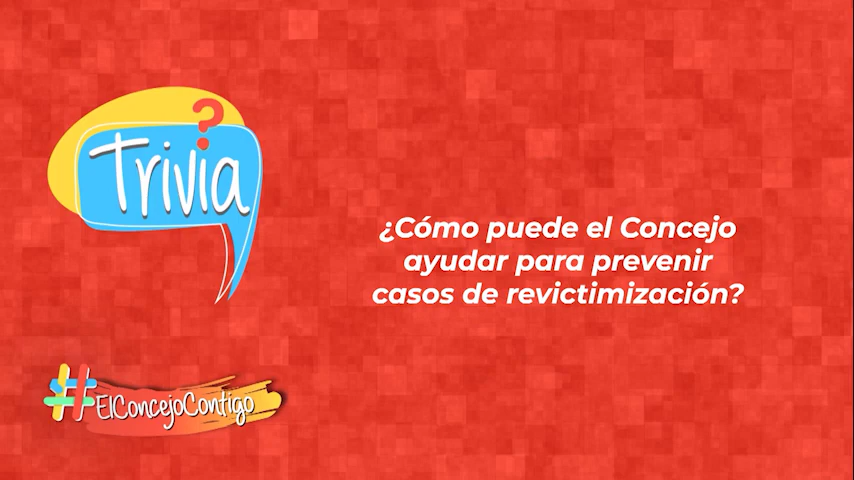 Trivia?
¿Cómo puede el Concejo
ayudar para prevenir
casos de revictimización?
#ElConcejoContigo